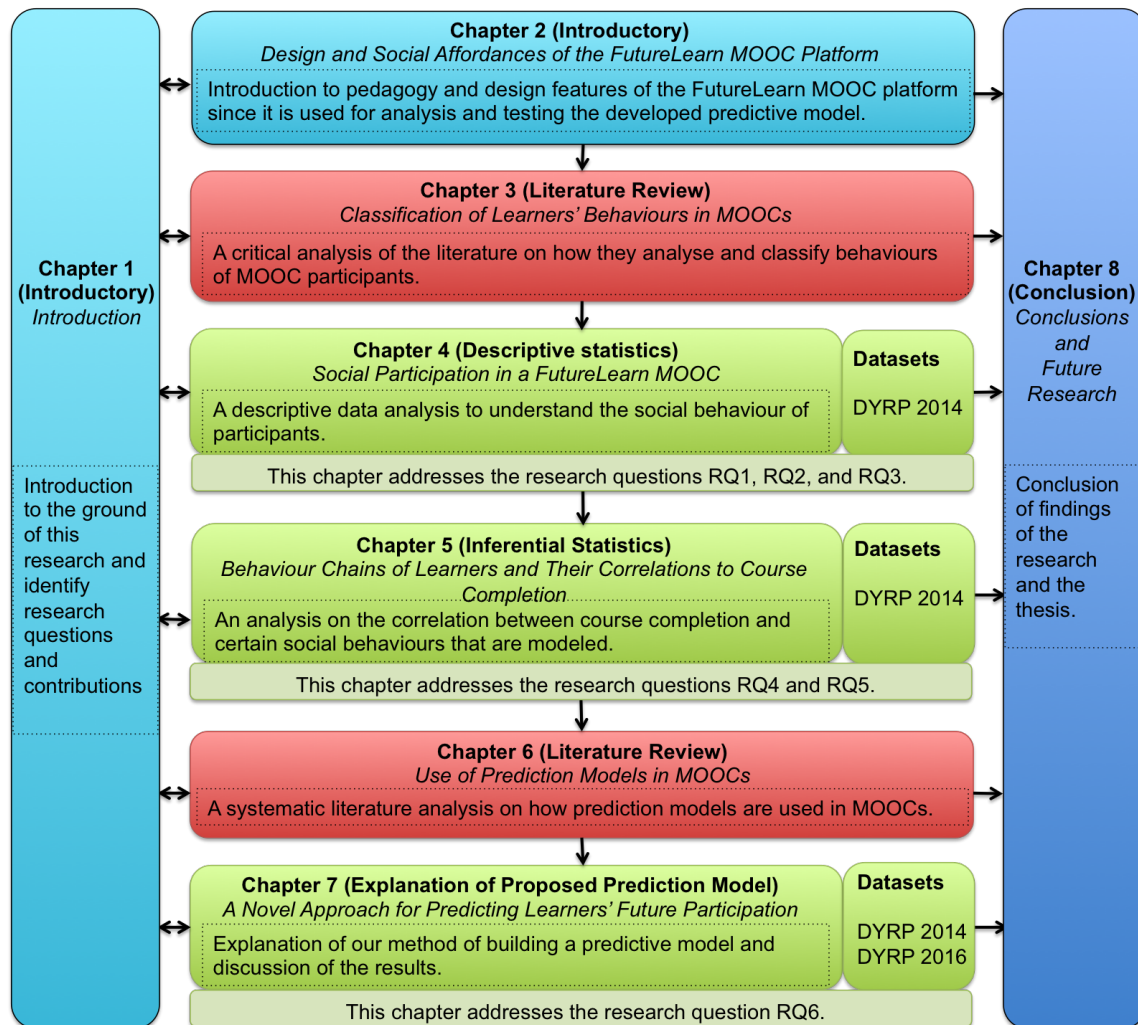 Chapter 1
(Introductory)
Introduction
Introduction
to the ground
of this
research and
identify
research
questions
and
contributions
Chapter 2 (Introductory)
Design and Social Affordances of the FutureLearn MOOC Platform
Introduction to pedagogy and design features of the FutureLearn MOOC platform
since it is used for analysis and testing the developed predictive model.
Chapter 3 (Literature Review)
Classification of Learners’ Behaviours in MOOCs
A critical analysis of the literature on how they analyse and classify behaviours
of MOOC participants.
Chapter 4 (Descriptive statistics)
Social Participation in a FutureLearn MOOC
A descriptive data analysis to understand the social behaviour of
participants.
Datasets
DYRP 2014
This chapter addresses the research questions RQ1, RQ2, and RQ3.
Chapter 5 (Inferential Statistics)
Behaviour Chains of Learners and Their Correlations to Course
Completion
An analysis on the correlation between course completion and
certain social behaviours that are modeled.
Datasets
DYRP 2014
This chapter addresses the research questions RQ4 and RQ5.
Chapter 6 (Literature Review)
Use of Prediction Models in MOOCs
A systematic literature analysis on how prediction models are used in MOOCs.
Chapter 7 (Explanation of Proposed Prediction Model)
A Novel Approach for Predicting Learners’ Future Participation
Explanation of our method of building a predictive model and
discussion of the results.
Datasets
DYRP 2014
DYRP 2016
This chapter addresses the research question RQ6.
Chapter 8
(Conclusion)
Conclusions
and
Future
Research
Conclusion
of findings
of the
research
and the
thesis.